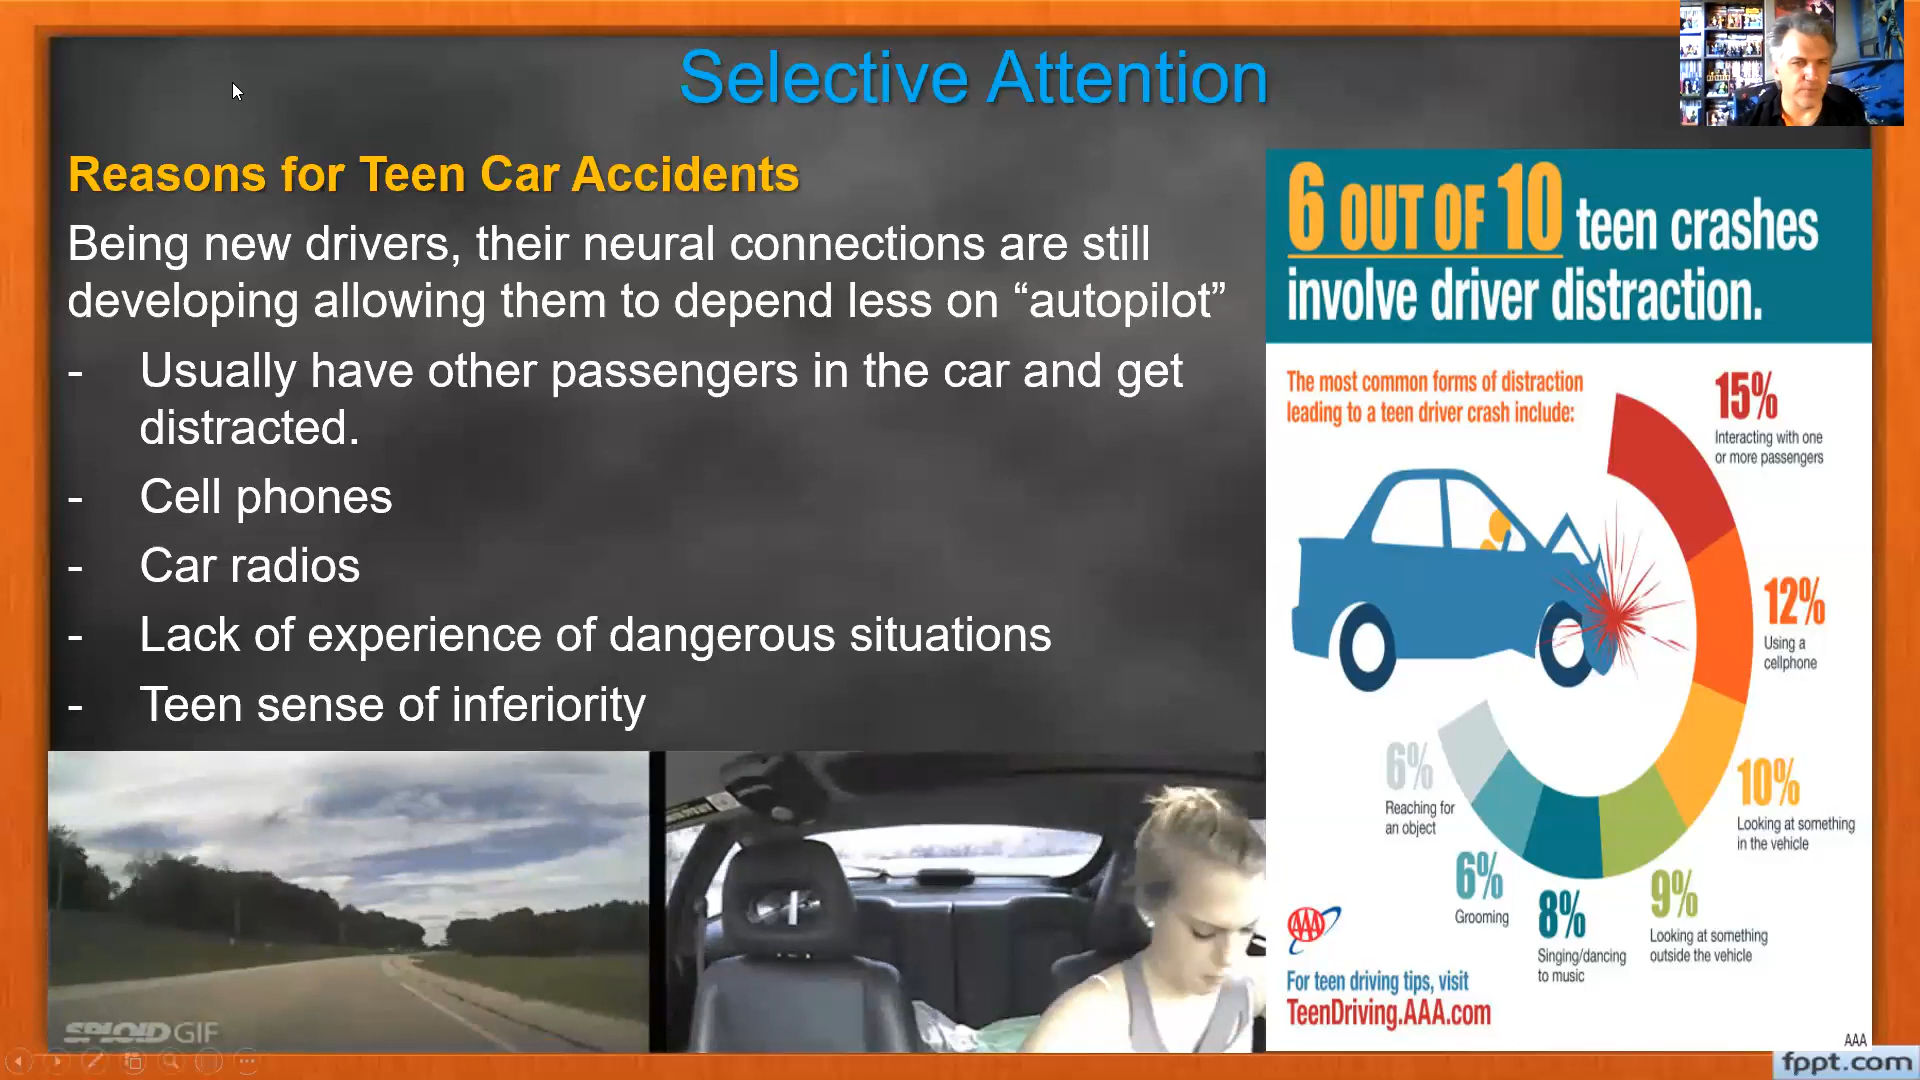 Selective Attention
Reasons for Teen Car Accidents
Being new drivers, their neural connections are still
developing allowing them to depend less on “autopilot”
- Usually have other passengers in the car and get
distracted.
- Cell phones
- Car radios
- Lack of experience of dangerous situations
- Teen sense of inferiority
SPLOID GIF
6 OUT OF 10 teen crashes
involve driver distraction.
The most common forms of distraction
leading to a teen driver crash include:
15%
Interacting with one
or more passengers
12%
Using a
cellphone
10%
Looking at something
in the vehicle
9%
Looking at something
outside the vehicle
8%
Singing/dancing
to music
6%
Grooming
6%
Reaching for
an object
AAA
For teen driving tips, visit
TeenDriving.AAA.com
AAA
fppt.com